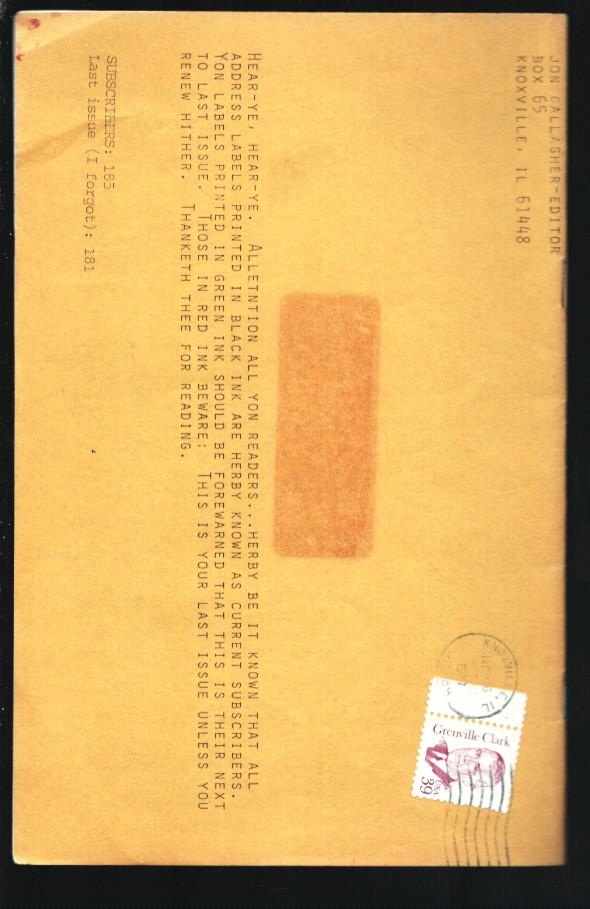 JON GALLAGHER-EDITOR
BOX 65
KNOXVILLE, IL 61448
KNOXVILLE, IL
Grenville Clark
USA
39
HEAR-YE, HEAR-YE. ALLETNTION ALL YON READERS...HERBY BE IT KNOWN THAT ALL
ADDRESS LABELS PRINTED IN BLACK INK ARE HERBY KNOWN AS CURRENT SUBSCRIBERS.
YON LABELS PRINTED IN GREEN INK SHOULD BE FOREWARNED THAT THIS IS THEIR NEXT
TO LAST ISSUE. THOSE IN RED INK BEWARE: THIS IS YOUR LAST ISSUE UNLESS YOU
RENEW HITHER. THANKETH THEE FOR READING.
SUBSCRIBERS: 185
Last issue (I forgot): 181